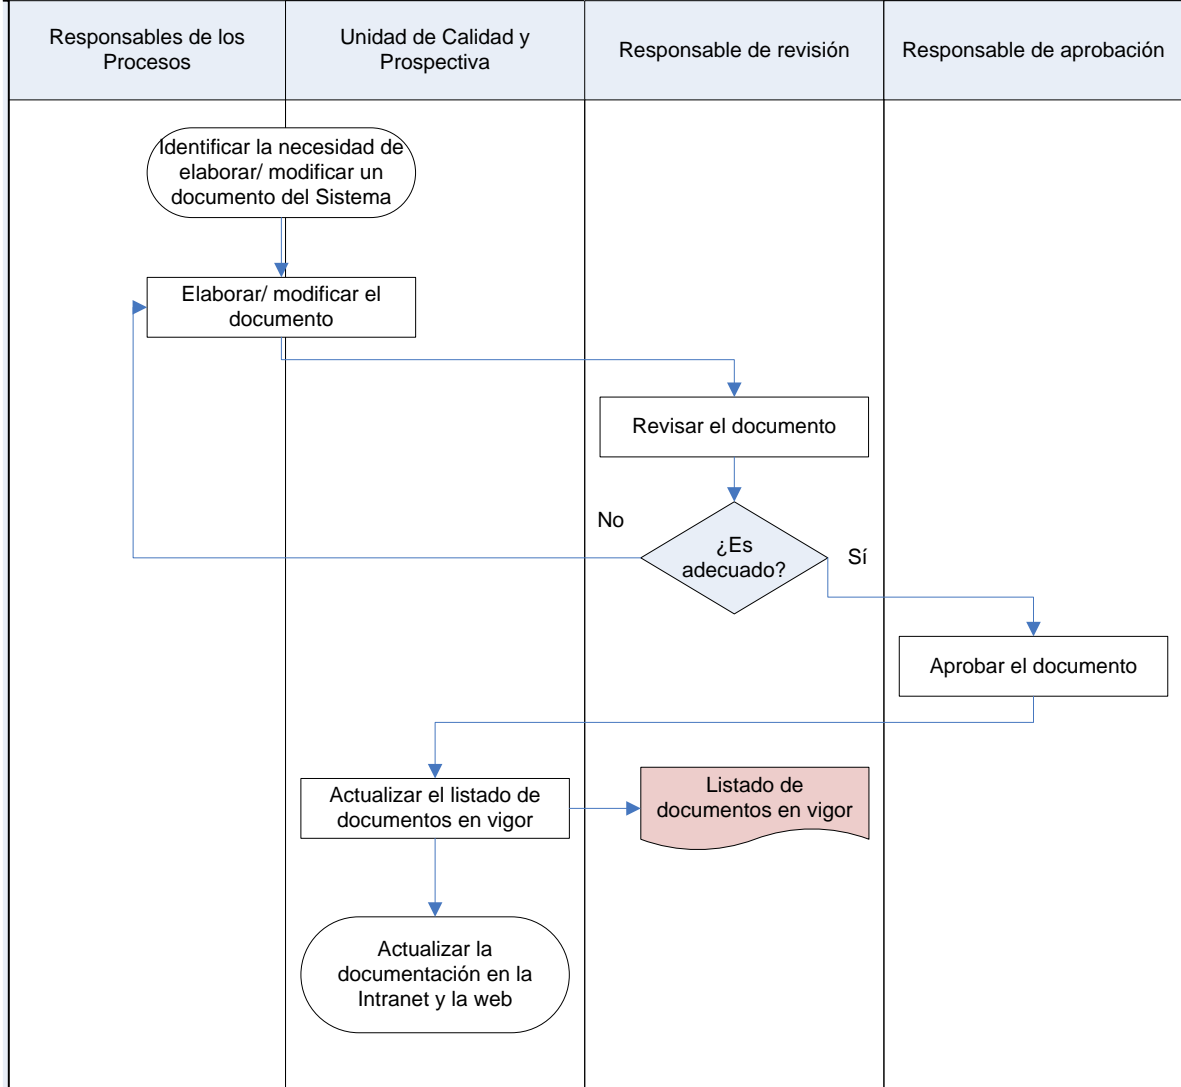 Responsables de los
Procesos
Unidad de Calidad y
Prospectiva
Responsable de revisión
Responsable de aprobación
Identificar la necesidad de
elaborar/ modificar un
documento del Sistema
Elaborar/ modificar el
documento
Revisar el documento
No
¿Es
adecuado?
Sí
Aprobar el documento
Actualizar el listado de
documentos en vigor
Listado de
documentos en vigor
Actualizar la
documentación en la
Intranet y la web